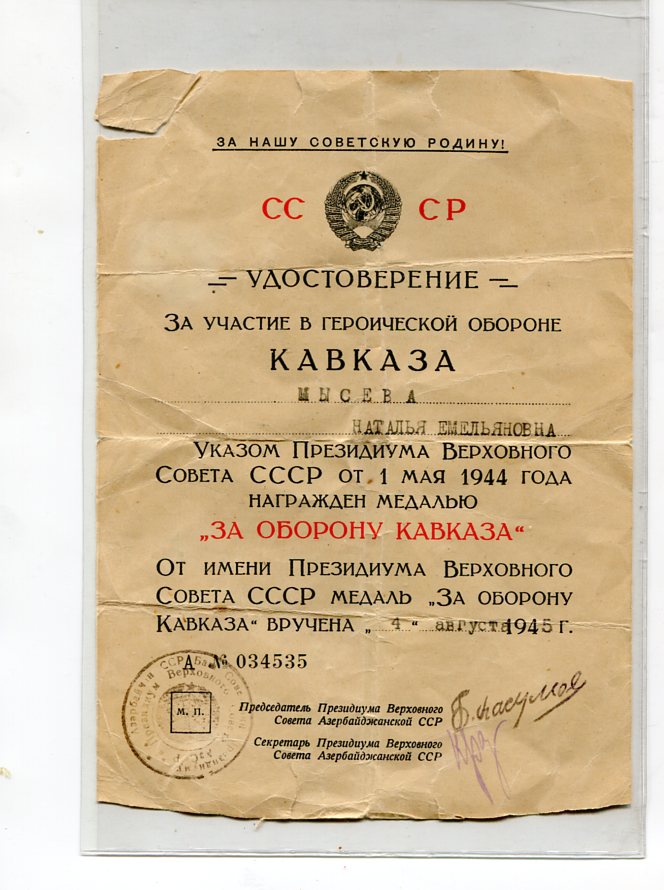 ЗА НАШУ СОВЕТСКУЮ РОДИНУ!
СС СР
УДОСТОВЕРЕНИЕ
ЗА УЧАСТИЕ В ГЕРОИЧЕСКОЙ ОБОРОНЕ
КАВКАЗА
МЫСЕВА
НАТАЛЬЯ ЕМЕЛЬЯНОВНА
УКАЗОМ ПРЕЗИДИУМА ВЕРХОВНОГО
СОВЕТА СССР ОТ 1 МАЯ 1944 ГОДА
НАГРАЖДЕН МЕДАЛЬЮ
„ЗА ОБОРОНУ КАВКАЗА“
ОТ ИМЕНИ ПРЕЗИДИУМА ВЕРХОВНОГО
СОВЕТА СССР МЕДАЛЬ „ЗА ОБОРОНУ
КАВКАЗА“ ВРУЧЕНА „4“ августа 1945 г.
А № 034535
М. П.
Председатель Президиума Верховного
Совета Азербайджанской ССР
Секретарь Президиума Верховного
Совета Азербайджанской ССР